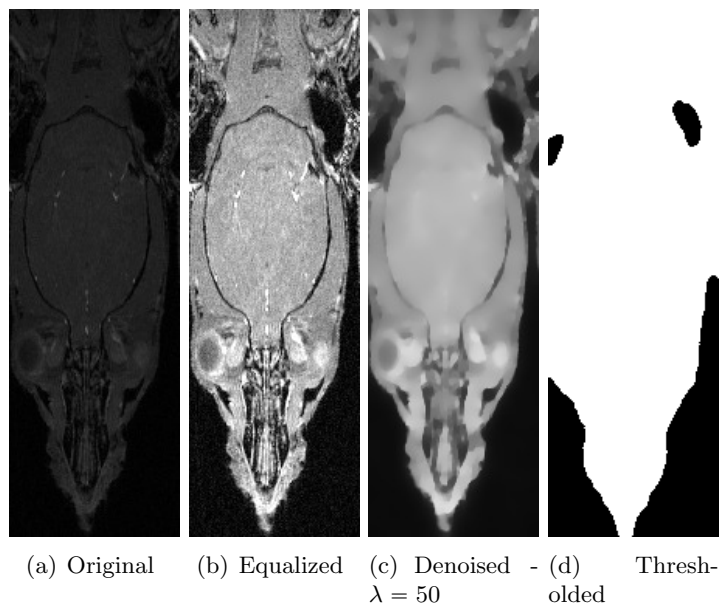 (a) Original
(b) Equalized
(c) Denoised -
λ = 50
(d) Thresh-
olded